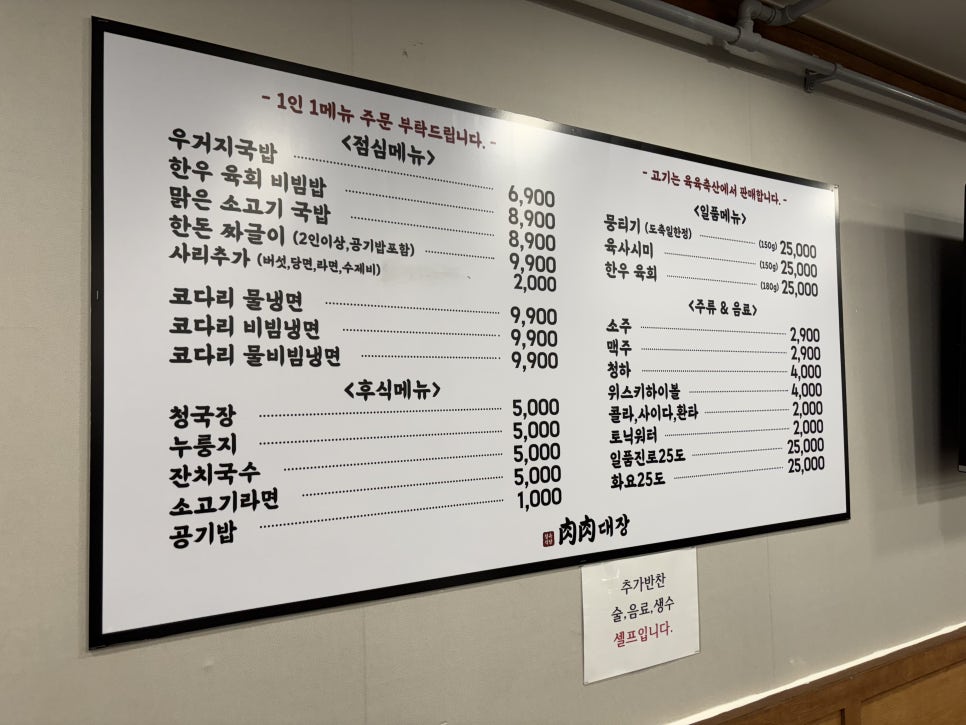 - 1인 1메뉴 주문 부탁드립니다. -
<점심메뉴>
우거지국밥 6,900
한우 육회 비빔밥 8,900
맑은 소고기 국밥 8,900
한돈 짜글이 (2인이상,공기밥포함) 9,900
사리추가 (버섯,당면,라면,수제비) 2,000
코다리 물냉면 9,900
코다리 비빔냉면 9,900
코다리 물비빔냉면 9,900
<후식메뉴>
청국장 5,000
누룽지 5,000
잔치국수 5,000
소고기라면 5,000
공기밥 1,000
- 고기는 육육축산에서 판매합니다. -
<일품메뉴>
뭉티기 (도축일한정) (150g) 25,000
육사시미 (150g) 25,000
한우 육회 (180g) 25,000
<주류 & 음료>
소주 2,900
맥주 2,900
청하 4,000
위스키하이볼 4,000
콜라,사이다,환타 2,000
토닉워터 2,000
일품진로25도 25,000
화요25도 25,000
肉肉대장
추가반찬
술,음료,생수
셀프입니다.